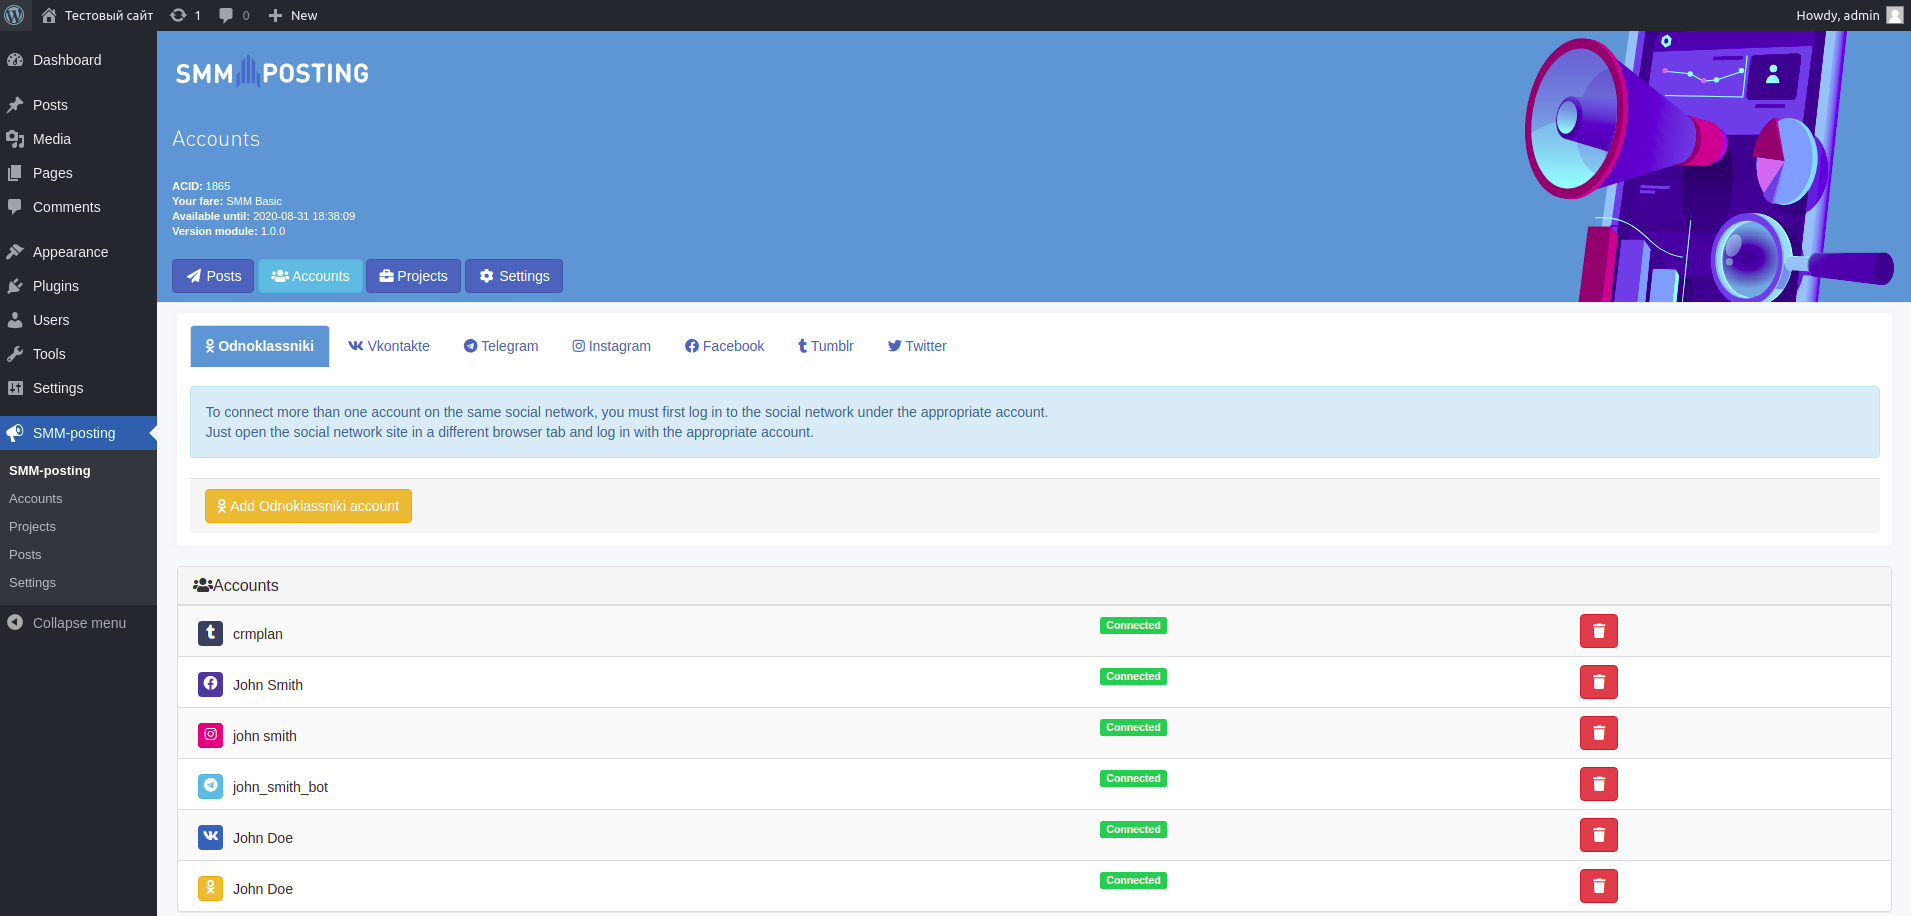 Тестовый сайт 1 0 New Howdy, admin
Dashboard
Posts
Media
Pages
Comments
Appearance
Plugins
Users
Tools
Settings
SMM-posting
SMM-posting
Accounts
Projects
Posts
Settings
Collapse menu
SMM POSTING
Accounts
ACID: 1865
Your fare: SMM Basic
Available until: 2020-08-31 18:38:09
Version module: 1.0.0
Posts Accounts Projects Settings
Odnoklassniki Vkontakte Telegram Instagram Facebook Tumblr Twitter
To connect more than one account on the same social network, you must first log in to the social network under the appropriate account.
Just open the social network site in a different browser tab and log in with the appropriate account.
Add Odnoklassniki account
Accounts
crmplan Connected
John Smith Connected
john smith Connected
john_smith_bot Connected
John Doe Connected
John Doe Connected